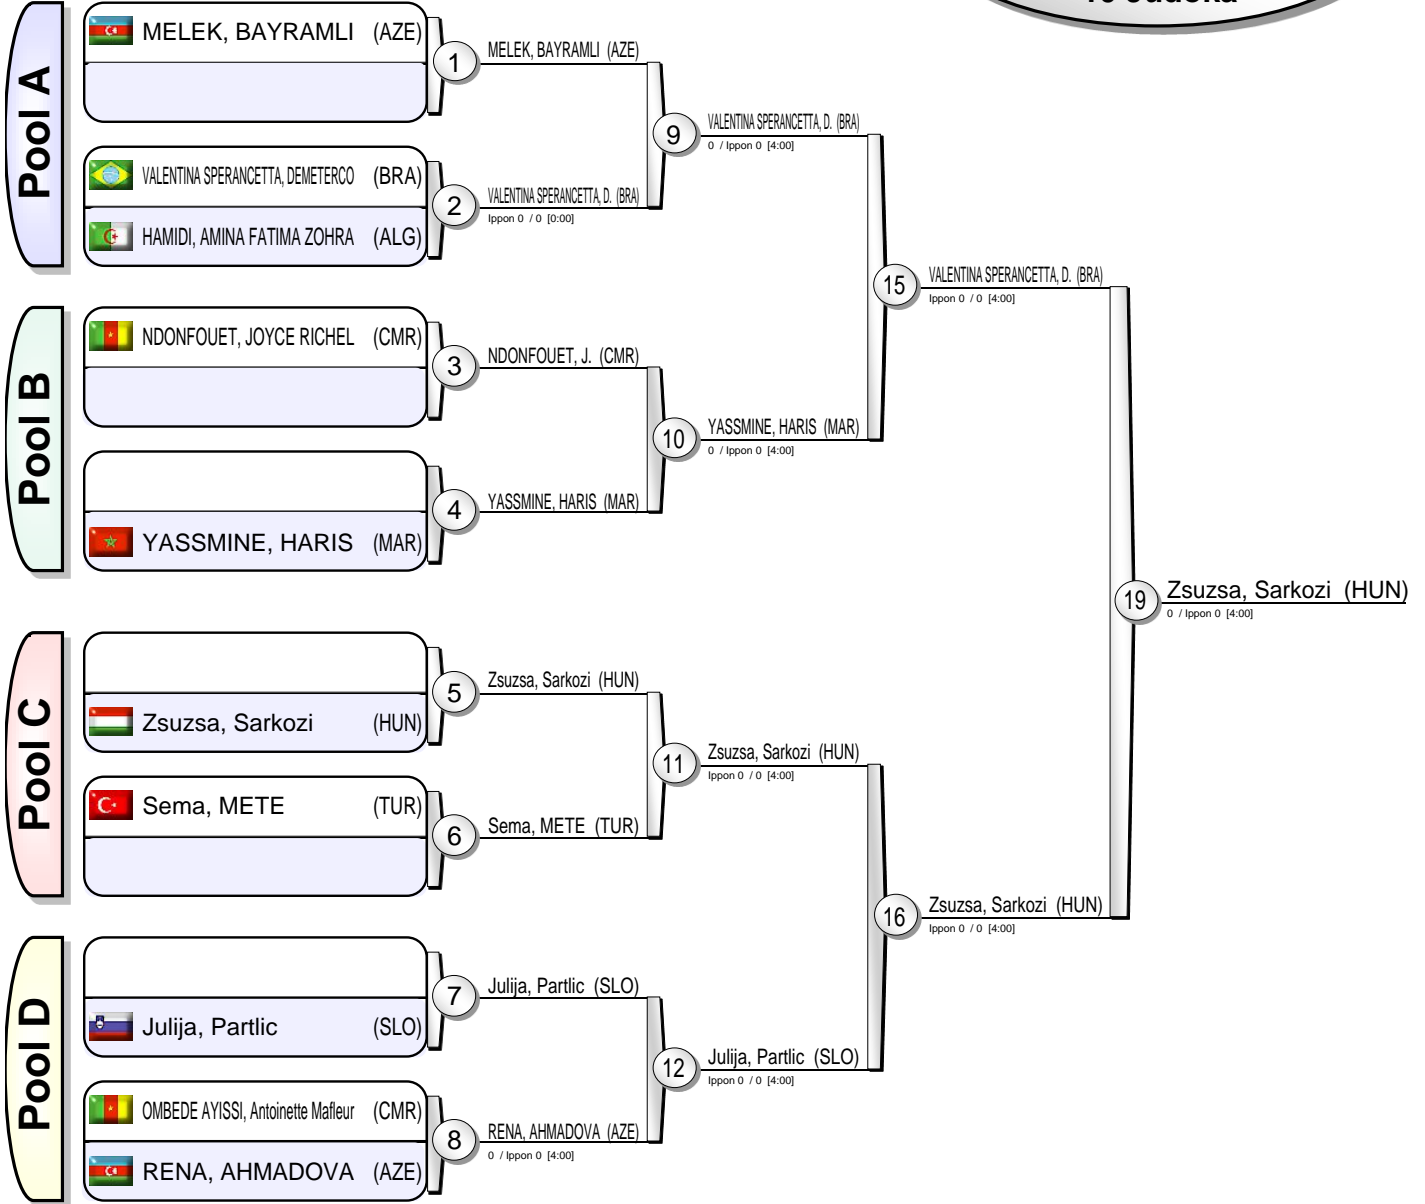 Pool A
MELEK, BAYRAMLI (AZE)
1
VALENTINA SPERANCETTA, DEMETERCO (BRA)
HAMIDI, AMINA FATIMA ZOHRA (ALG)
2
MELEK, BAYRAMLI (AZE)
VALENTINA SPERANCETTA, D. (BRA)
Ippon 0 / 0 [0:00]
9
VALENTINA SPERANCETTA, D. (BRA)
0 / Ippon 0 [4:00]
Pool B
NDONFOUET, JOYCE RICHEL (CMR)
3
YASSMINE, HARIS (MAR)
4
NDONFOUET, J. (CMR)
YASSMINE, HARIS (MAR)
10
YASSMINE, HARIS (MAR)
0 / Ippon 0 [4:00]
15
VALENTINA SPERANCETTA, D. (BRA)
Ippon 0 / 0 [4:00]
Pool C
Zsuzsa, Sarkozi (HUN)
5
Sema, METE (TUR)
6
Zsuzsa, Sarkozi (HUN)
Sema, METE (TUR)
11
Zsuzsa, Sarkozi (HUN)
Ippon 0 / 0 [4:00]
Pool D
Julija, Partlic (SLO)
7
OMBEDE AYISSI, Antoinette Mafleur (CMR)
RENA, AHMADOVA (AZE)
8
Julija, Partlic (SLO)
RENA, AHMADOVA (AZE)
0 / Ippon 0 [4:00]
12
Julija, Partlic (SLO)
Ippon 0 / 0 [4:00]
16
Zsuzsa, Sarkozi (HUN)
Ippon 0 / 0 [4:00]
19
Zsuzsa, Sarkozi (HUN)
0 / Ippon 0 [4:00]